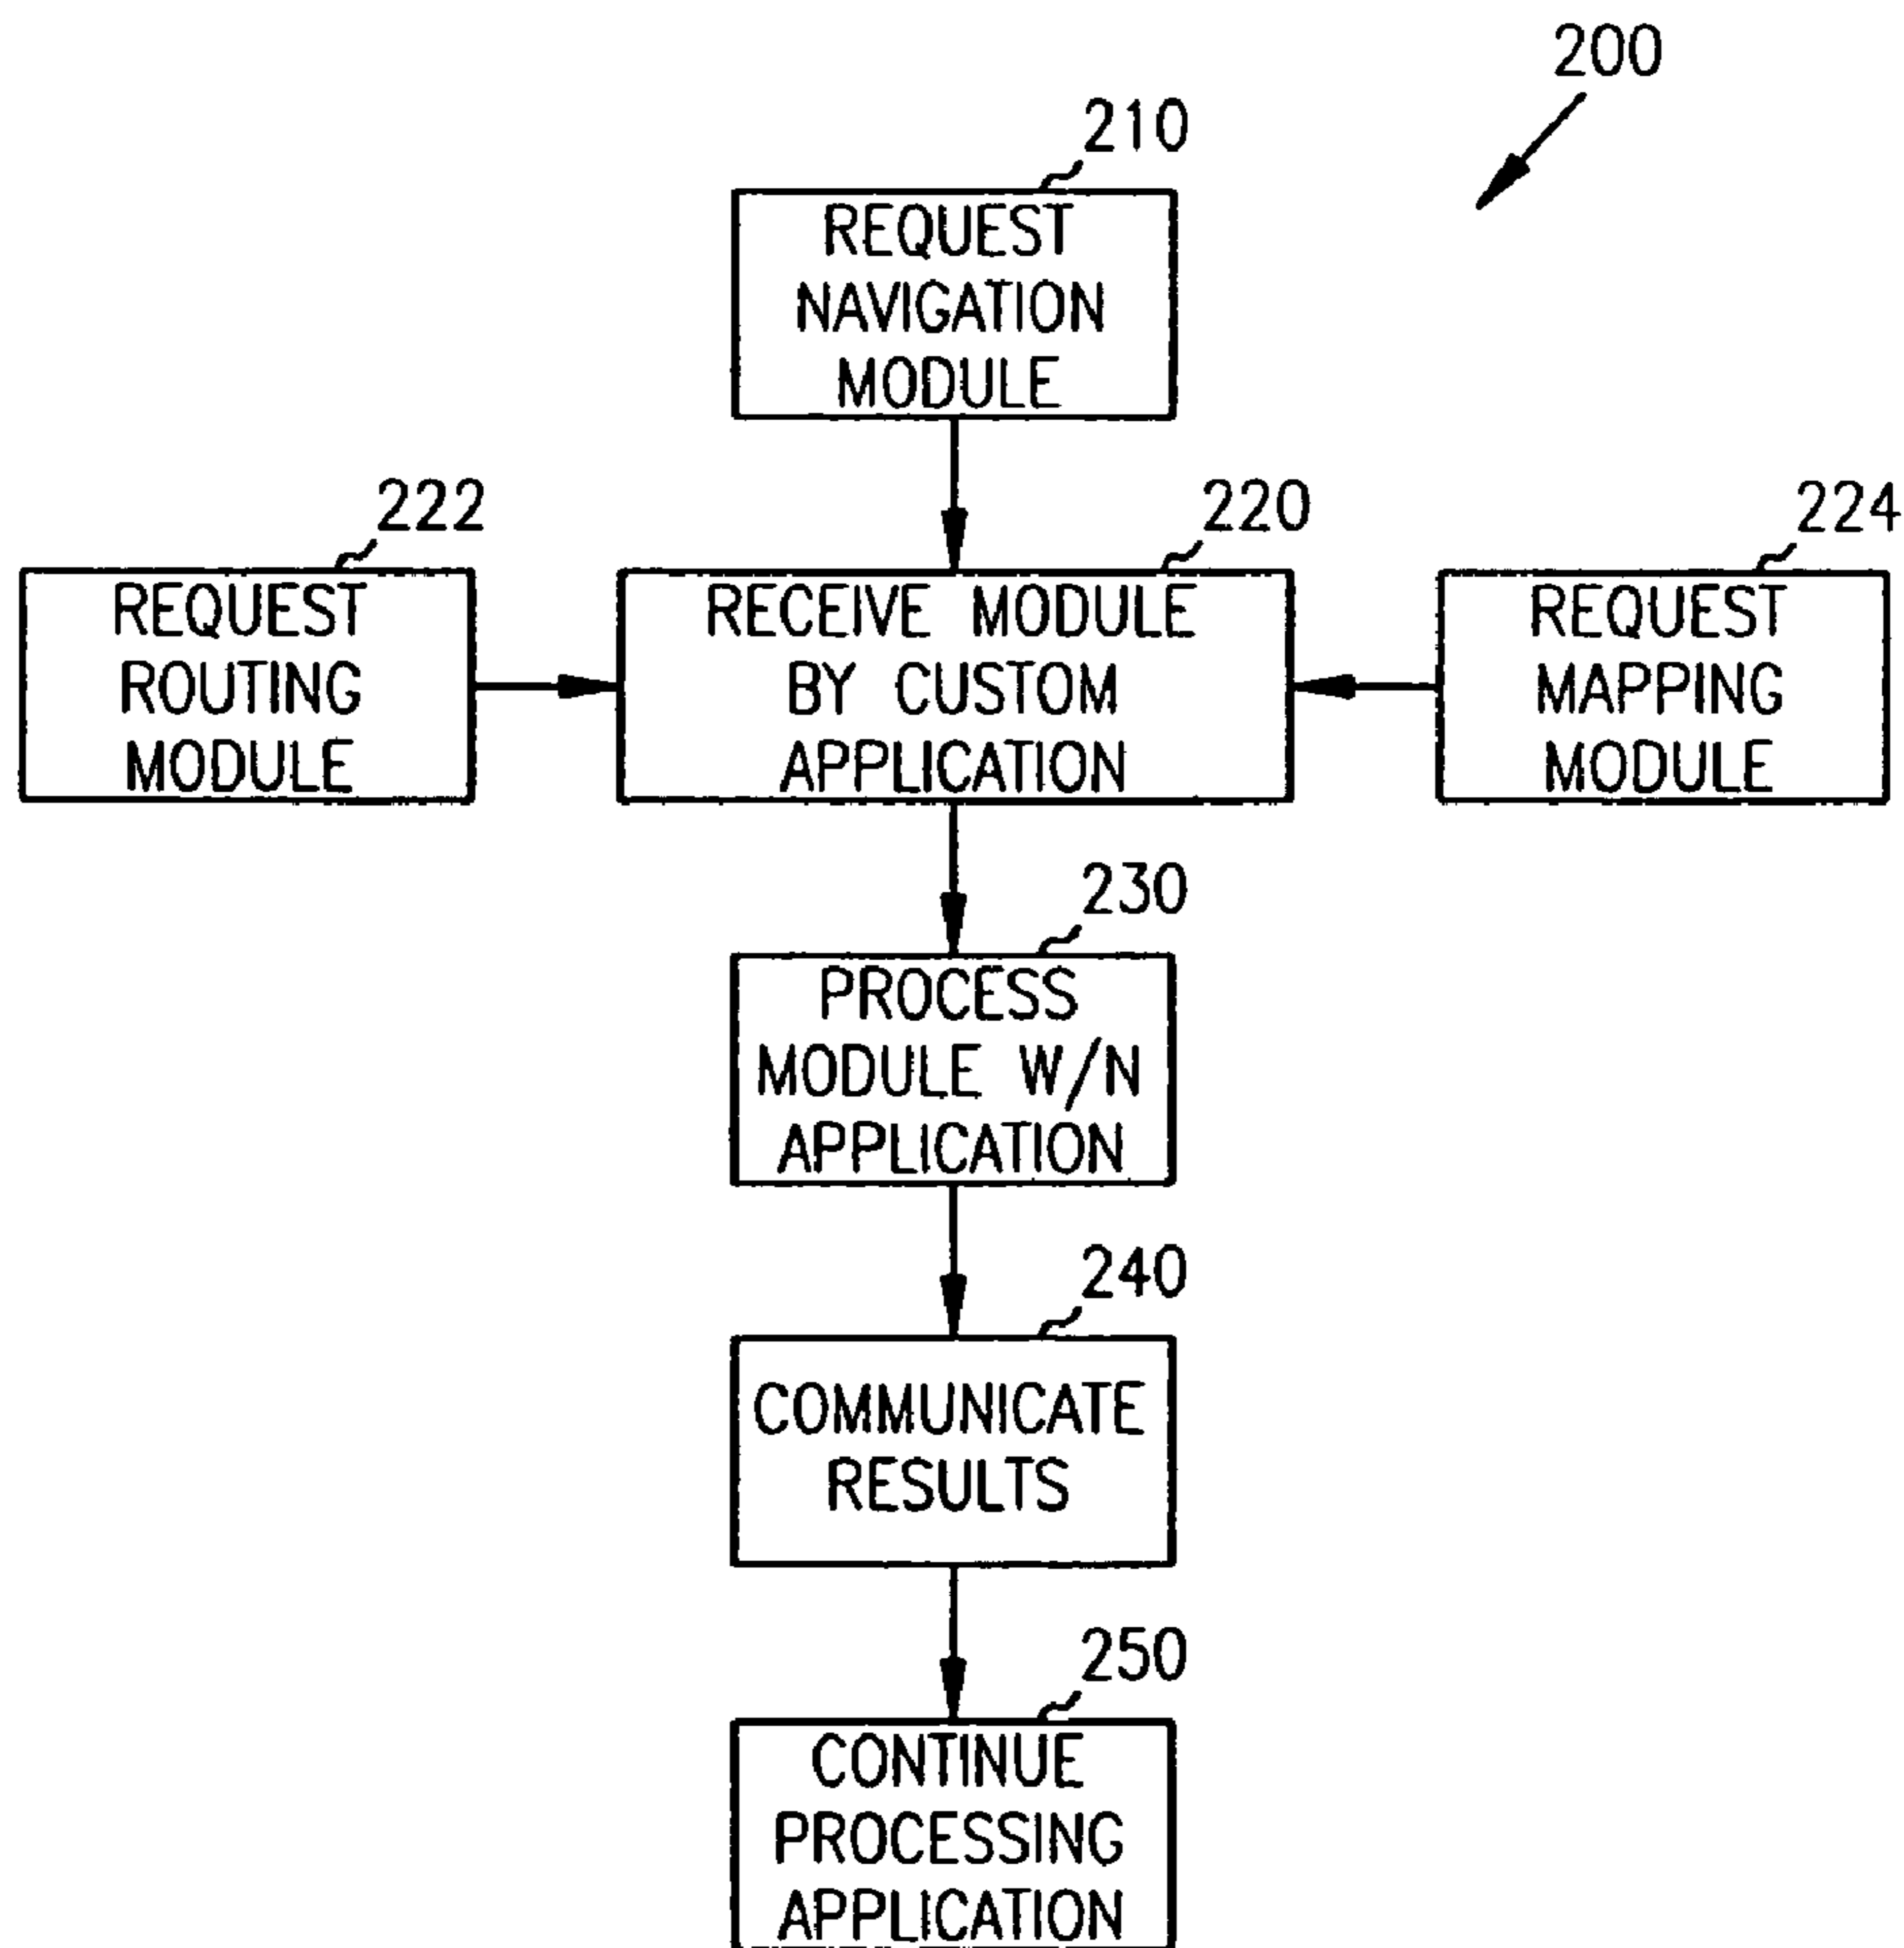 200
210
REQUEST
NAVIGATION
MODULE
222
REQUEST
ROUTING
MODULE
220
RECEIVE MODULE
BY CUSTOM
APPLICATION
224
REQUEST
MAPPING
MODULE
230
PROCESS
MODULE W/N
APPLICATION
240
COMMUNICATE
RESULTS
250
CONTINUE
PROCESSING
APPLICATION